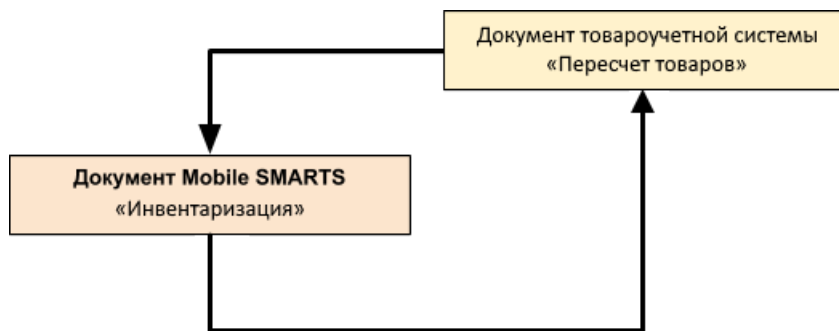 Документ товароучетной системы
«Пересчет товаров»
Документ Mobile SMARTS
«Инвентаризация»